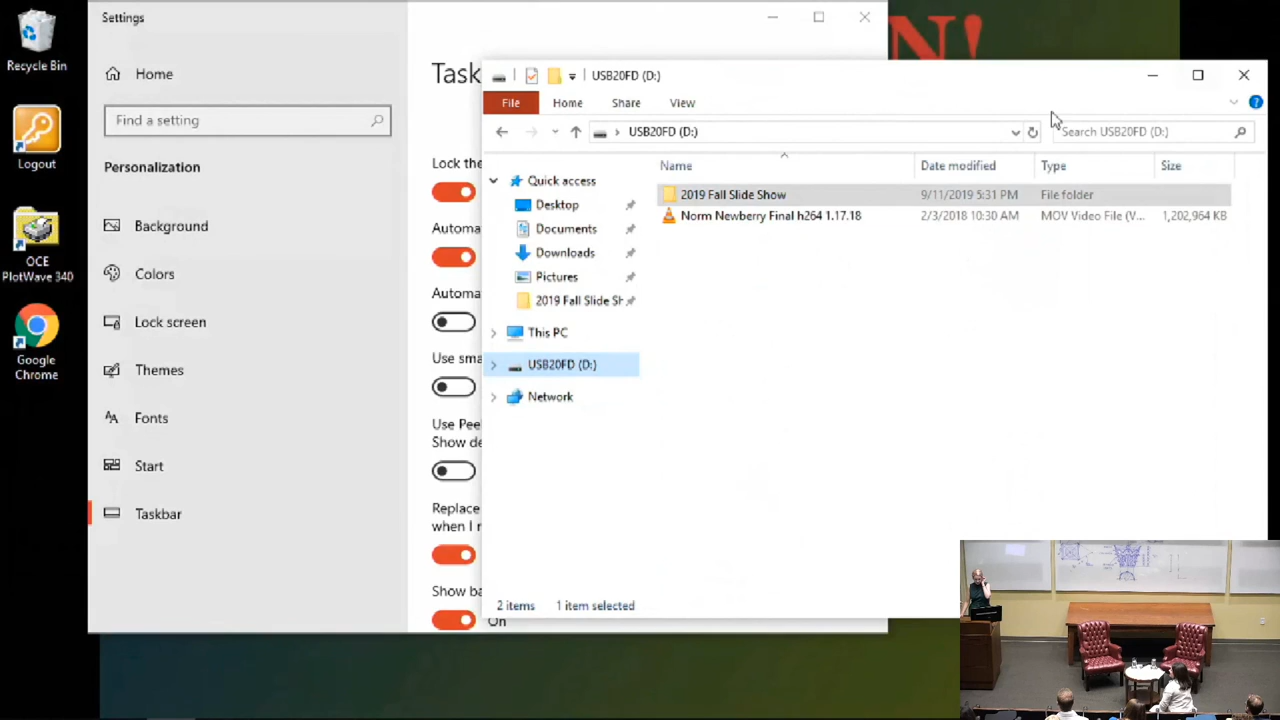 Recycle Bin
Logout
OCE
PlotWave 340
Google
Chrome
Settings
Home
Find a setting
Personalization
Background
Colors
Lock screen
Themes
Fonts
Start
Taskbar
Task
Lock the
Automa
Automa
Use sma
Use Pee
Show de
Replace
when I r
Show ba
On
N!
USB20FD (D:)
File
Home
Share
View
USB20FD (D:)
Search USB20FD (D:)
Quick access
Desktop
Documents
Downloads
Pictures
2019 Fall Slide Sh
This PC
USB20FD (D:)
Network
Name Date modified Type Size
2019 Fall Slide Show 9/11/2019 5:31 PM File folder
Norm Newberry Final h264 1.17.18 2/3/2018 10:30 AM MOV Video File (V... 1,202,964 KB
2 items 1 item selected